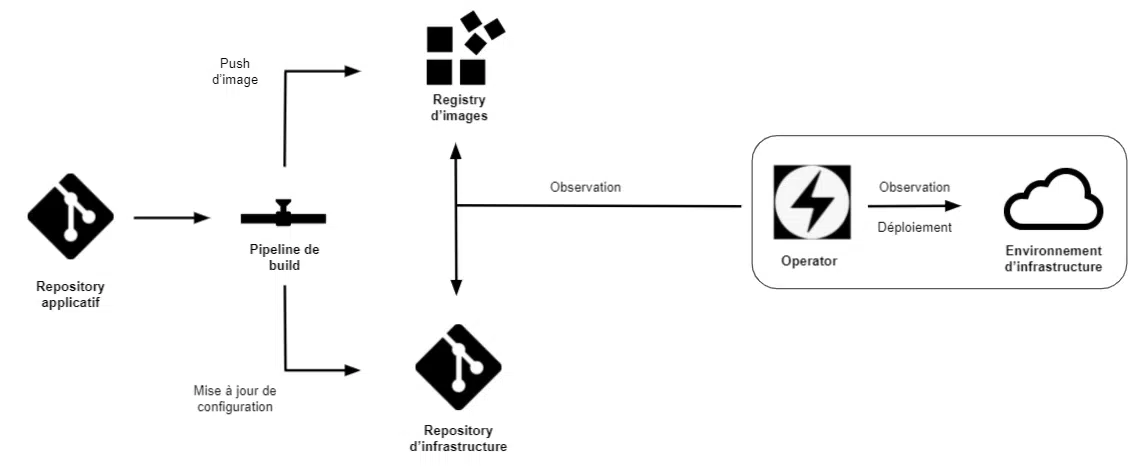 Push
d'image
Registry
d'images
Repository
applicatif
Pipeline de
build
Observation
Operator
Observation
Déploiement
Environnement
d'infrastructure
Mise à jour de
configuration
Repository
d'infrastructure